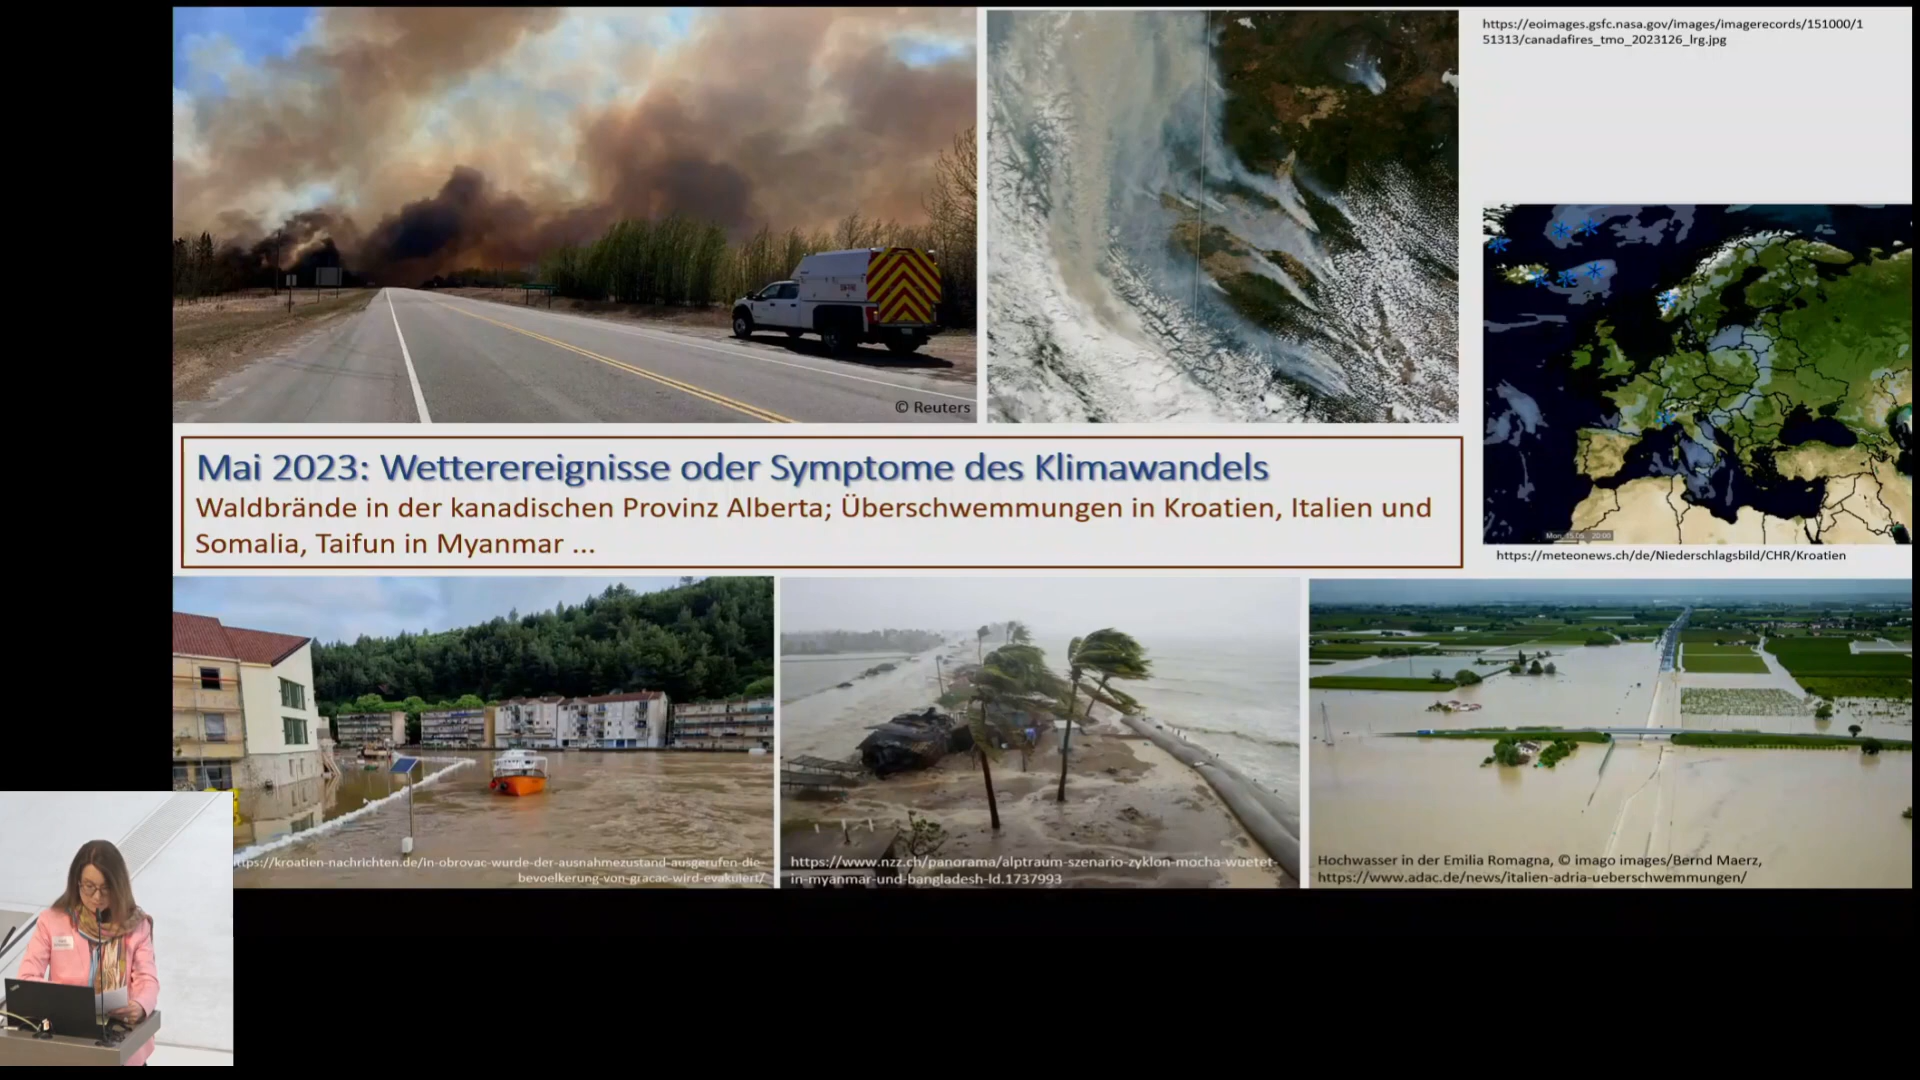 https://eoimages.gsfc.nasa.gov/images/imagerecords/151000/1
51313/canadafires_tmo_2023126_lrg.jpg
© Reuters
Mai 2023: Wetterereignisse oder Symptome des Klimawandels
Waldbrände in der kanadischen Provinz Alberta; Überschwemmungen in Kroatien, Italien und
Somalia, Taifun in Myanmar ...
https://meteonews.ch/de/Niederschlagsbild/CHR/Kroatien
ttps://kroatien-nachrichten.de/in-obrovac-wurde-der-ausnahmezustand-ausgerufen-die-
bevoelkerung-von-gracac-wird-evakuiert/
https://www.nzz.ch/panorama/alptraum-szenario-zyklon-mocha-wuetet-
in-myanmar-und-bangladesh-ld.1737993
Hochwasser in der Emilia Romagna, © imago images/Bernd Maerz,
https://www.adac.de/news/italien-adria-ueberschwemmungen/